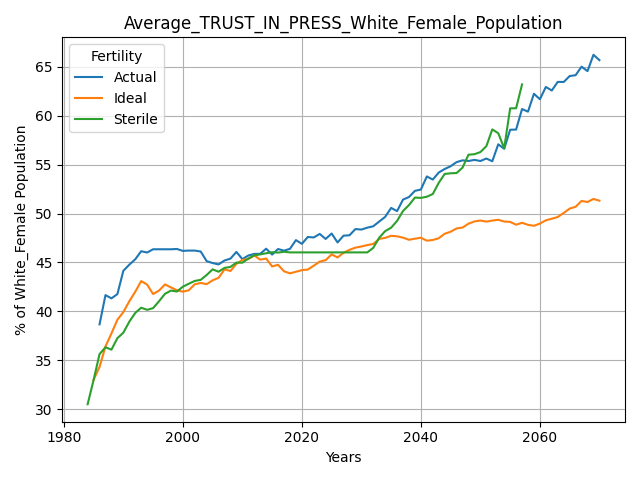 Average_TRUST_IN_PRESS_White_Female_Population
Fertility
Actual
Ideal
Sterile
% of White_Female Population
65
60
55
50
45
40
35
30
1980
2000
2020
2040
2060
Years